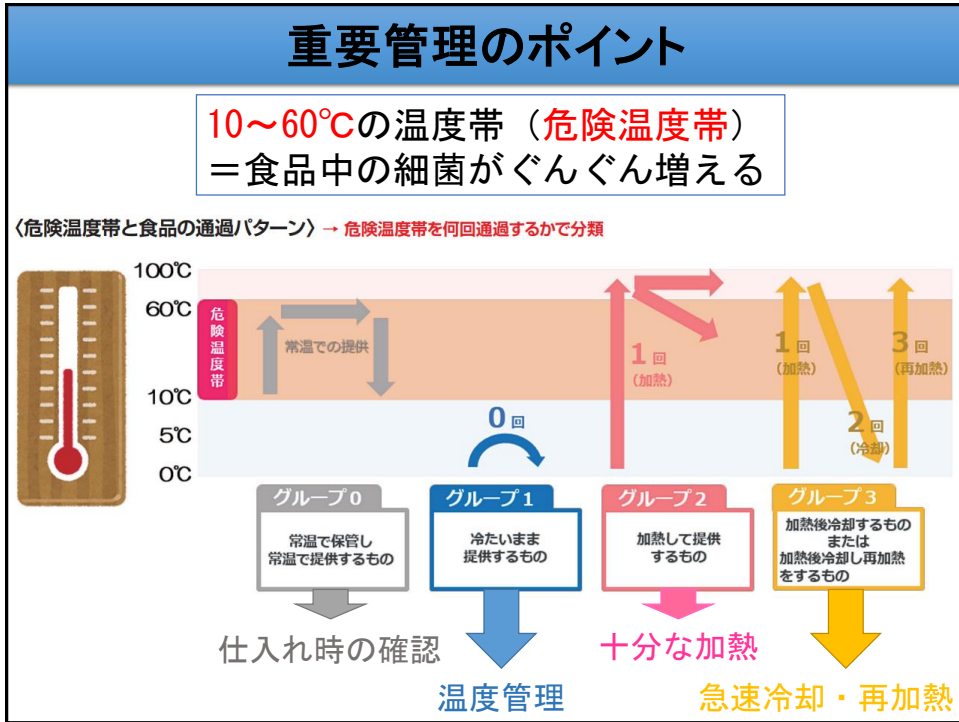 重要管理のポイント
10～60℃の温度帯（危険温度帯）
＝食品中の細菌がぐんぐん増える
〈危険温度帯と食品の通過パターン〉→ 危険温度帯を何回通過するかで分類
100℃
60℃
10℃
5℃
0℃
危険温度帯
常温での提供
0回
1回
(加熱)
1回
(加熱)
2回
(冷却)
3回
(再加熱)
グループ0
常温で保管し
常温で提供するもの
仕入れ時の確認
グループ1
冷たいまま
提供するもの
温度管理
グループ2
加熱して提供
するもの
十分な加熱
グループ3
加熱後冷却するもの
または
加熱後冷却し再加熱
をするもの
急速冷却・再加熱